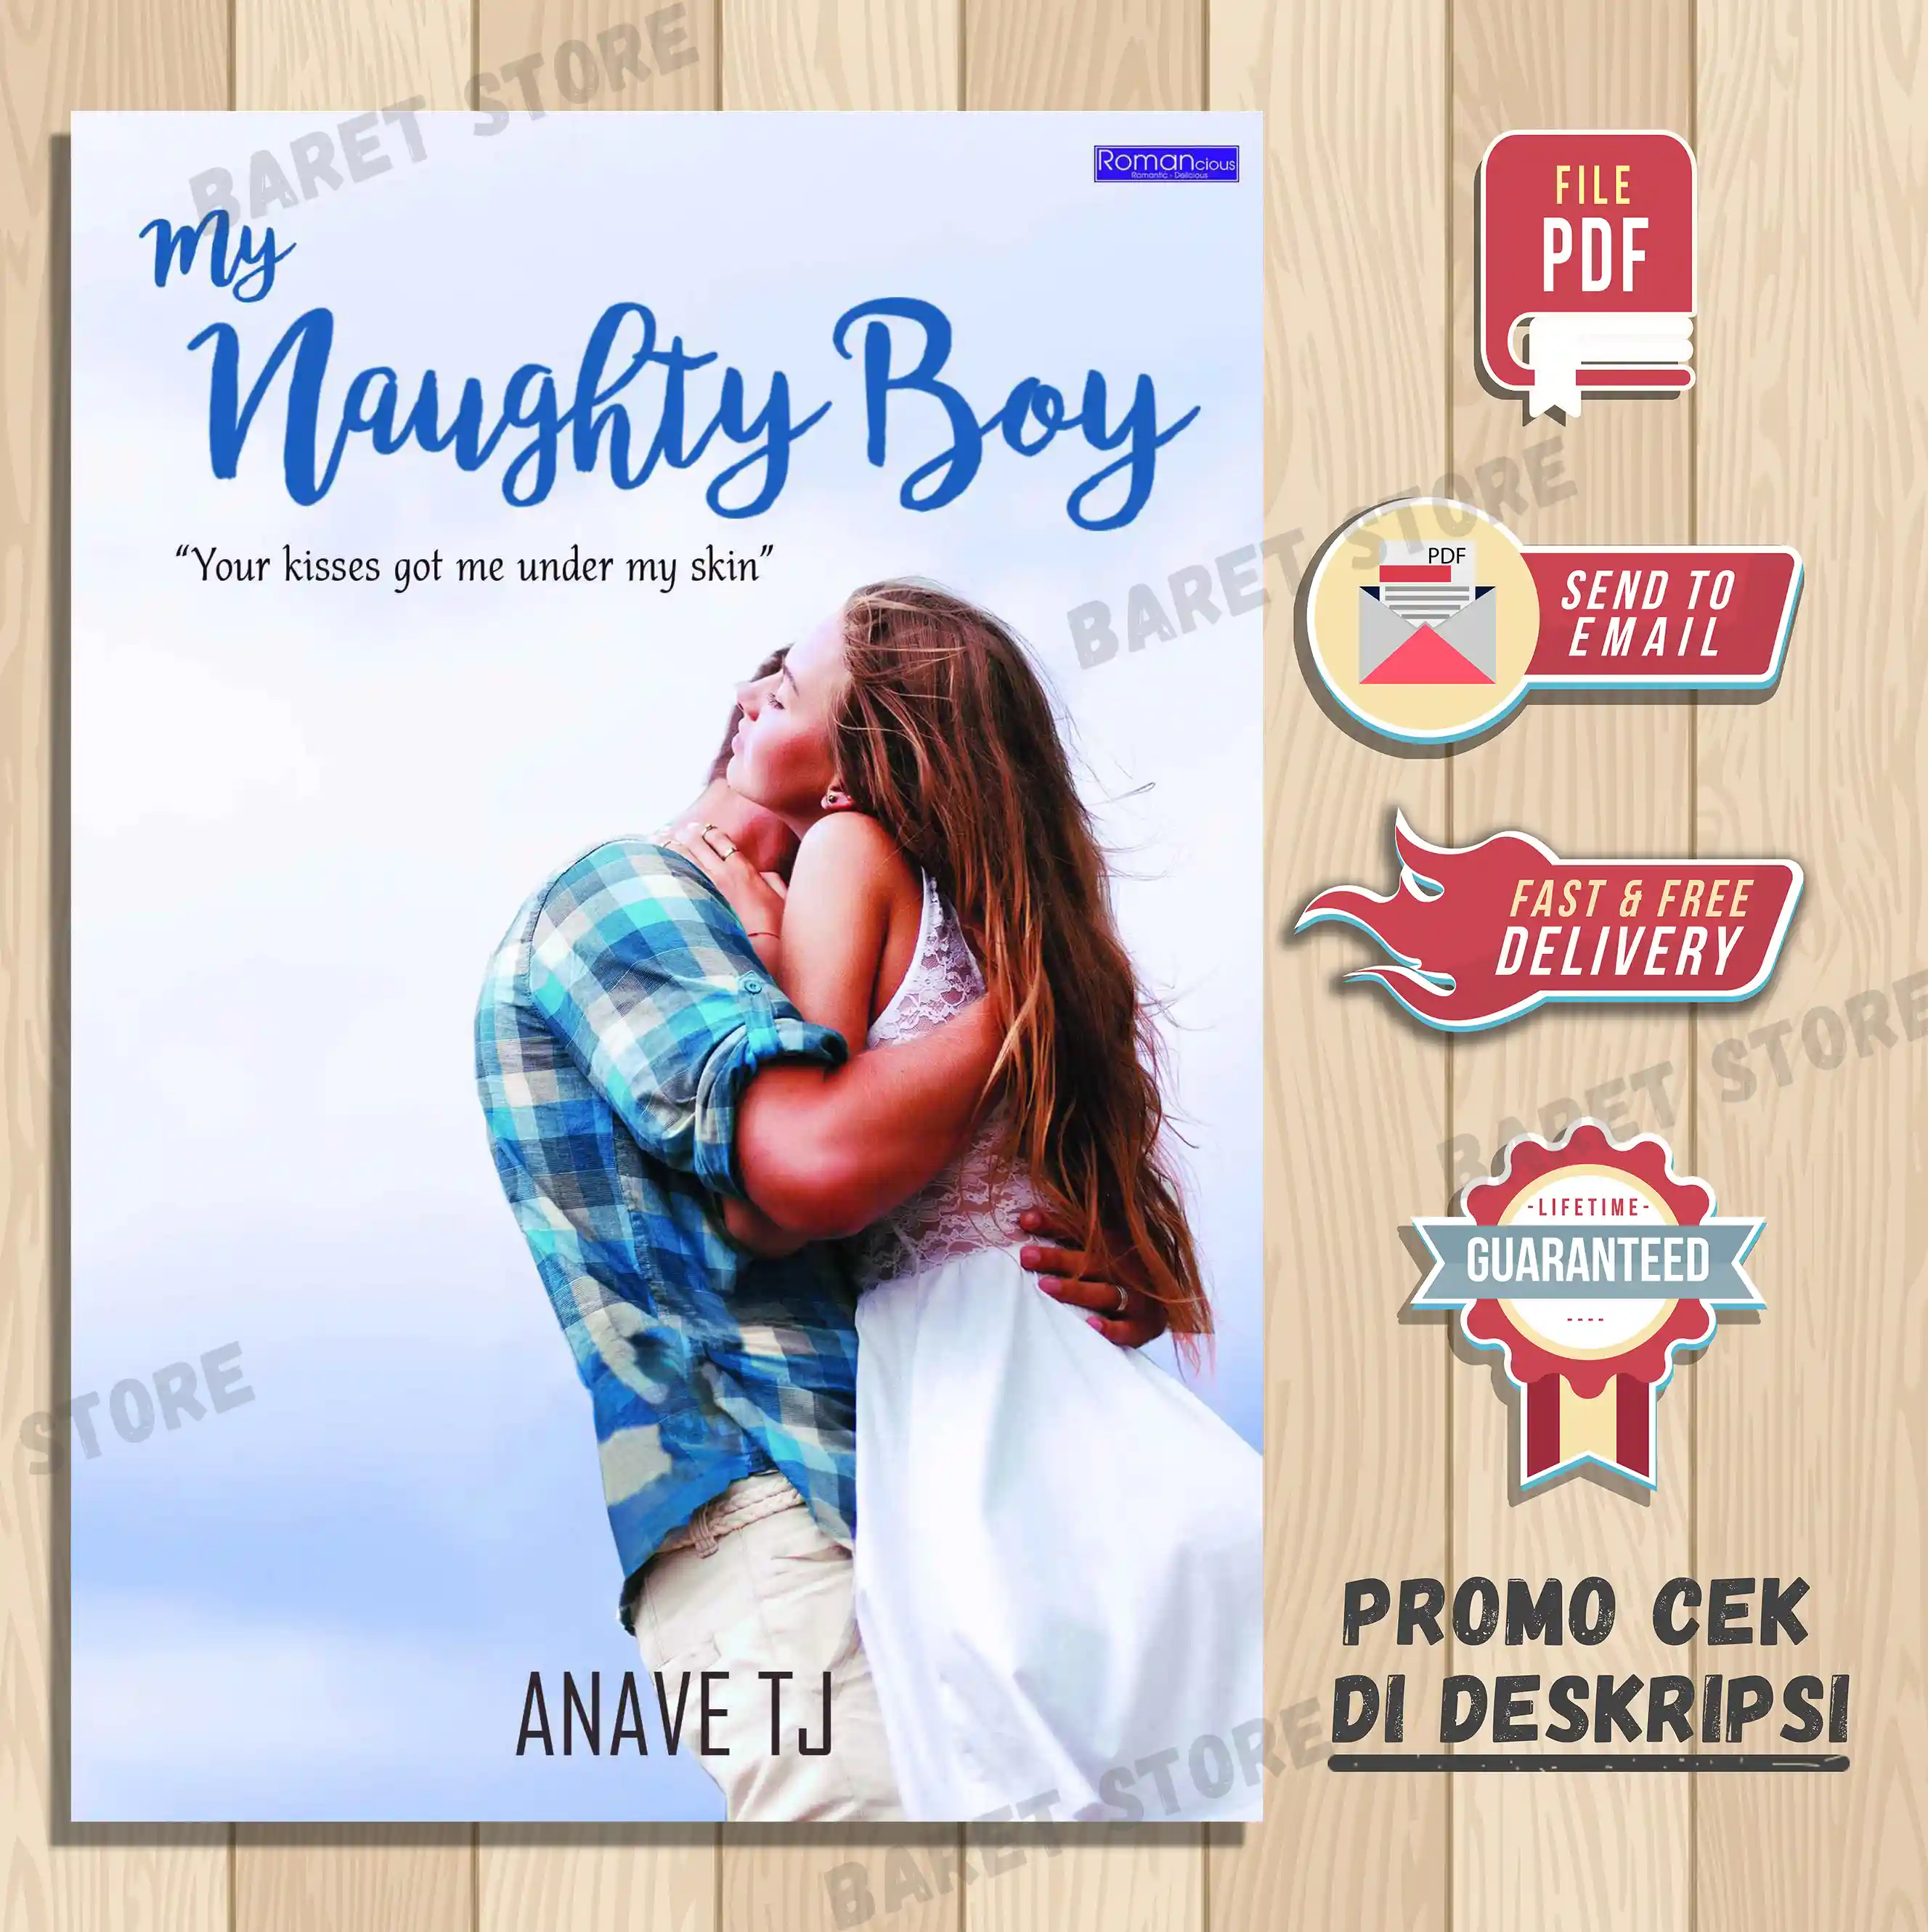 BARET STORE
Romancious
Romantic - Delicious
My
Naughty Boy
“Your kisses got me under my skin”
ANAVE TJ
FILE
PDF
BARET STORE
PDF
SEND TO
EMAIL
FAST & FREE
DELIVERY
BARET STORE
-LIFETIME-
GUARANTEED
----
STORE
PROMO CEK
DI DESKRIPSI
BARET STORE